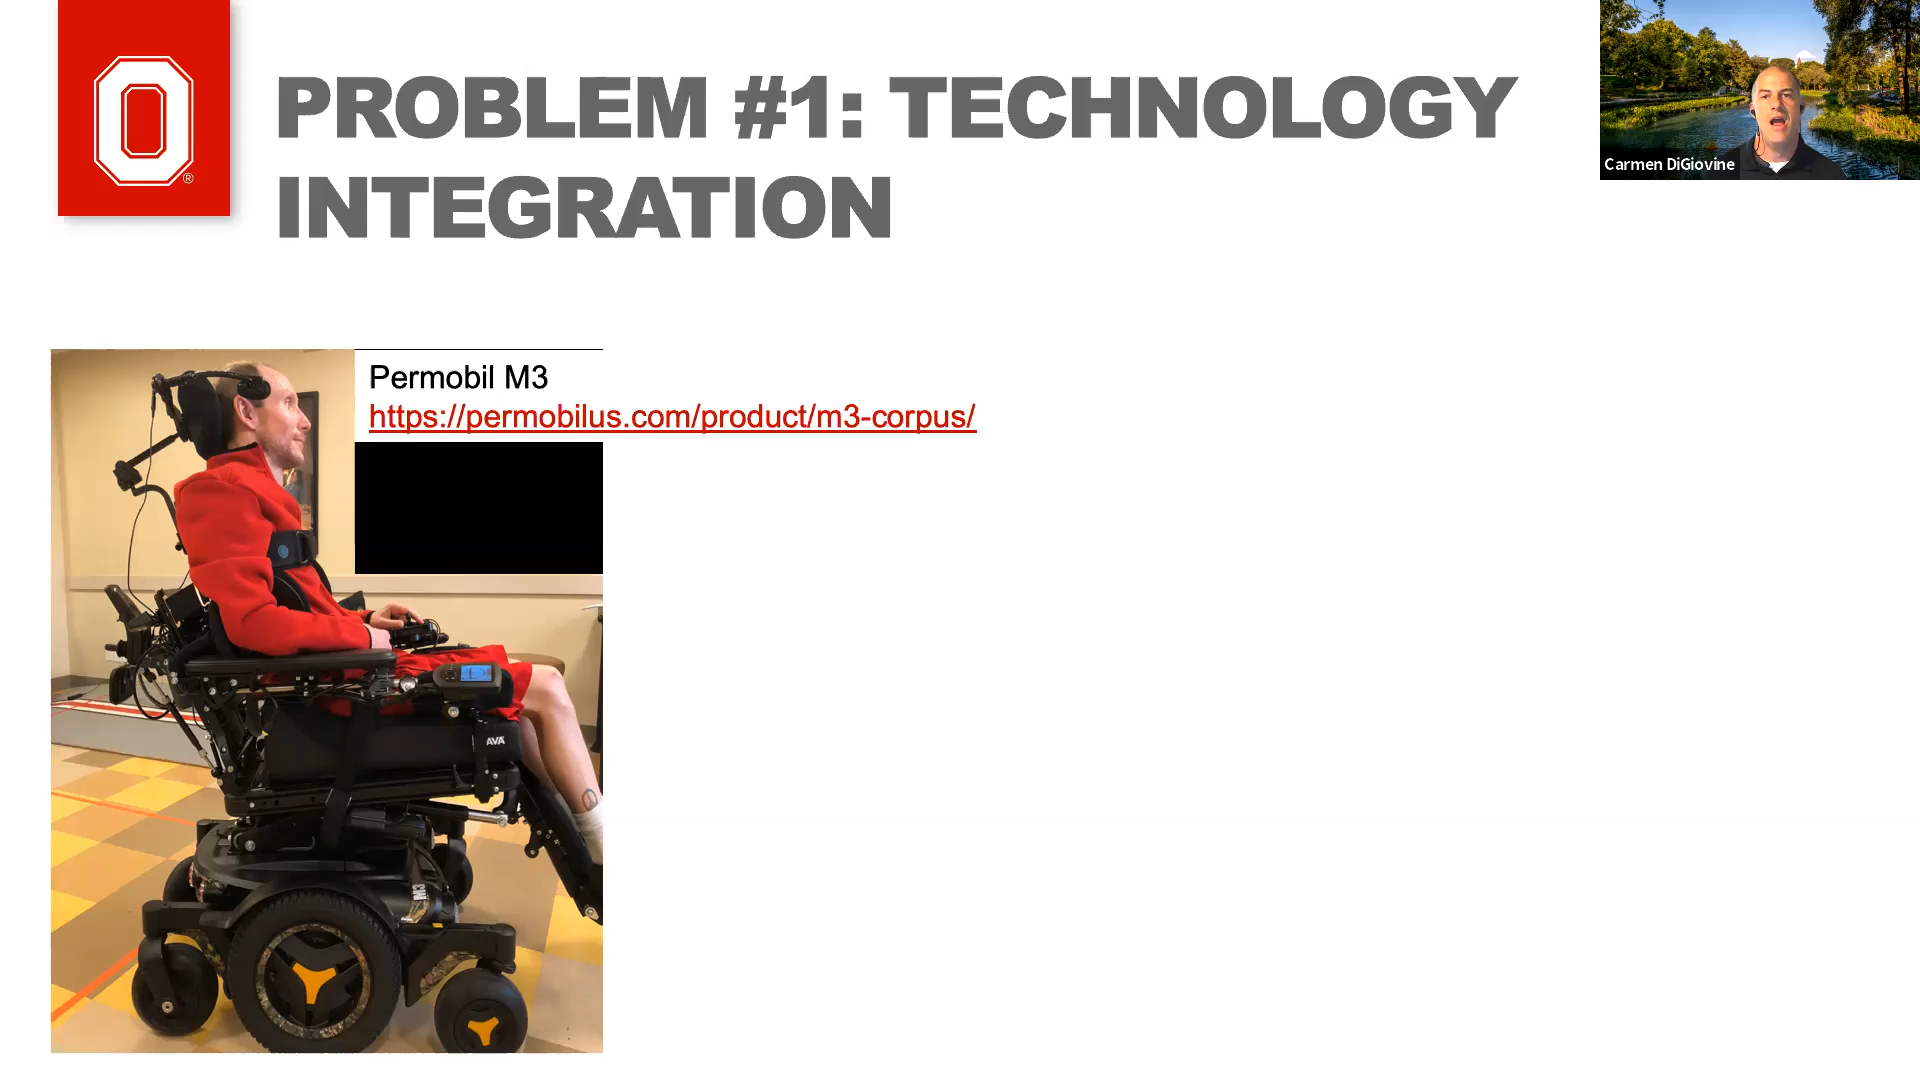 PROBLEM #1: TECHNOLOGY
INTEGRATION
Carmen DiGiovine
Permobil M3
https://permobilus.com/product/m3-corpus/
AVA
M3